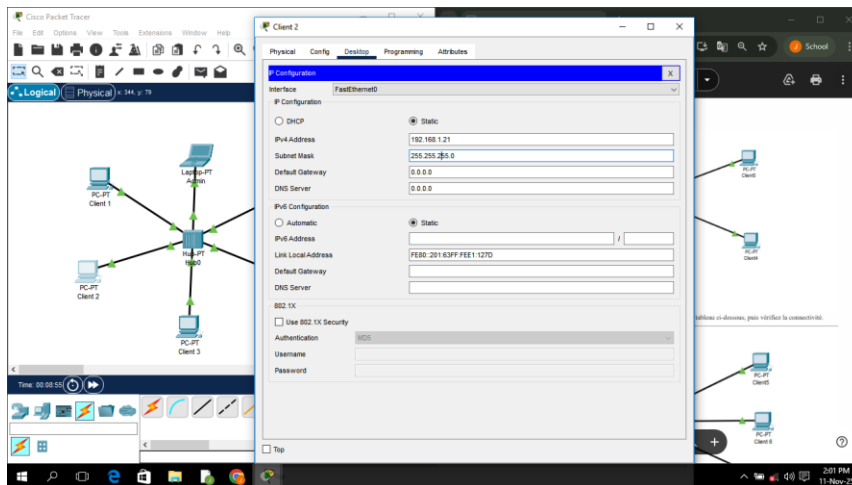 Cisco Packet Tracer
File Edit Options View Tools Extensions Window Help
Logical Physical x: 344, y: 79
Laptop-PT
Admin
PC-PT
Client 1
Hub-PT
Hub0
PC-PT
Client 2
PC-PT
Client 3
Time: 00:08:55
Client 2
Physical Config Desktop Programming Attributes
IP Configuration X
Interface FastEthernet0
IP Configuration
DHCP Static
IPv4 Address 192.168.1.21
Subnet Mask 255.255.255.0
Default Gateway 0.0.0.0
DNS Server 0.0.0.0
IPv6 Configuration
Automatic Static
IPv6 Address /
Link Local Address FE80::201:63FF:FEE1:127D
Default Gateway
DNS Server
802.1X
Use 802.1X Security
Authentication MD5
Username
Password
Top
J School
PC-PT
PC-PT
tableau ci-dessous, puis vérifiez la connectivité.
PC-PT
Client5
PC-PT
Client 6
2:01 PM
11-Nov-25